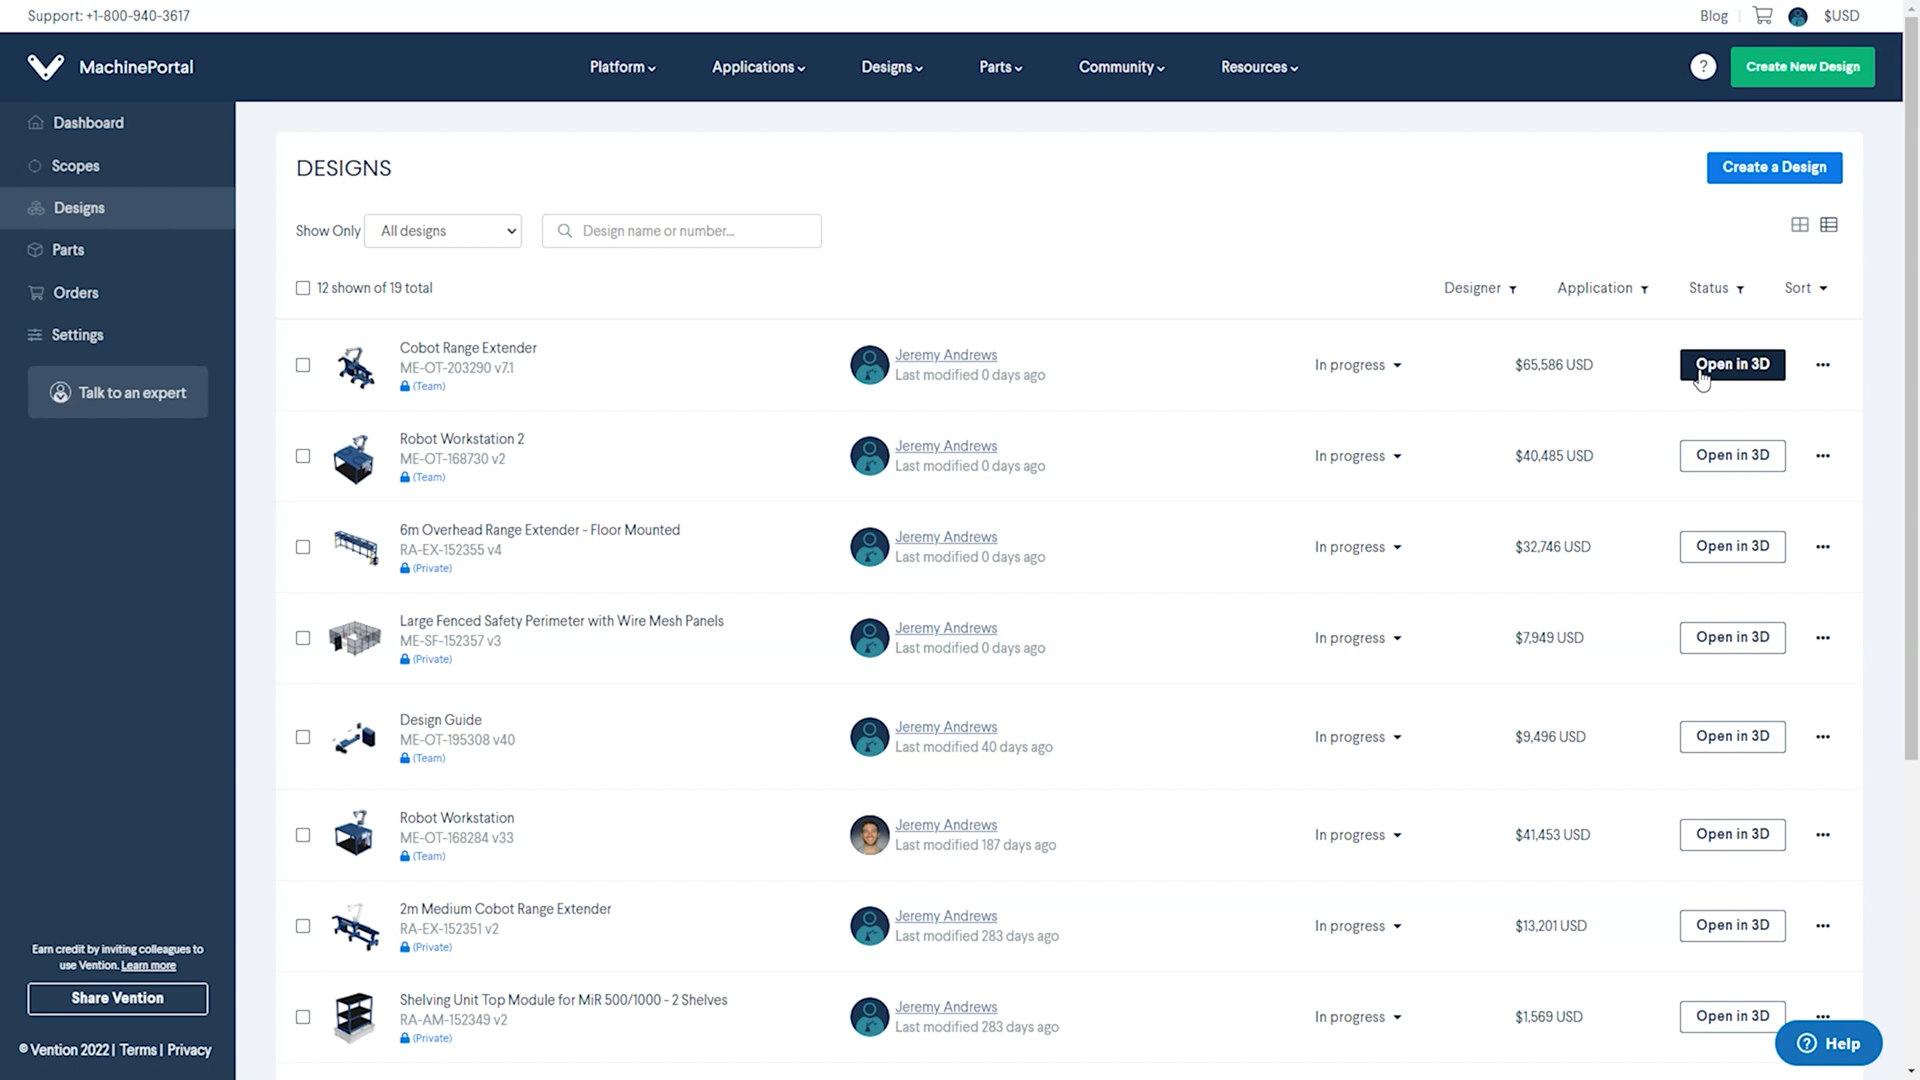 Support: +1-800-940-3617
Blog
$USD
MachinePortal
Platform
Applications
Designs
Parts
Community
Resources
?
Create New Design
Dashboard
Scopes
Designs
Parts
Orders
Settings
Talk to an expert
Earn credit by inviting colleagues to
use Vention. Learn more
Share Vention
© Vention 2022 | Terms | Privacy
DESIGNS
Create a Design
Show Only
All designs
Design name or number...
12 shown of 19 total
Designer
Application
Status
Sort
Cobot Range Extender
ME-OT-203290 v7.1
(Team)
Jeremy Andrews
Last modified 0 days ago
In progress
$65,586 USD
Open in 3D
Robot Workstation 2
ME-OT-168730 v2
(Team)
Jeremy Andrews
Last modified 0 days ago
In progress
$40,485 USD
Open in 3D
6m Overhead Range Extender - Floor Mounted
RA-EX-152355 v4
(Private)
Jeremy Andrews
Last modified 0 days ago
In progress
$32,746 USD
Open in 3D
Large Fenced Safety Perimeter with Wire Mesh Panels
ME-SF-152357 v3
(Private)
Jeremy Andrews
Last modified 0 days ago
In progress
$7,949 USD
Open in 3D
Design Guide
ME-OT-195308 v40
(Team)
Jeremy Andrews
Last modified 40 days ago
In progress
$9,496 USD
Open in 3D
Robot Workstation
ME-OT-168284 v33
(Team)
Jeremy Andrews
Last modified 187 days ago
In progress
$41,453 USD
Open in 3D
2m Medium Cobot Range Extender
RA-EX-152351 v2
(Private)
Jeremy Andrews
Last modified 283 days ago
In progress
$13,201 USD
Open in 3D
Shelving Unit Top Module for MiR 500/1000 - 2 Shelves
RA-AM-152349 v2
(Private)
Jeremy Andrews
Last modified 283 days ago
In progress
$1,569 USD
Open in 3D
? Help